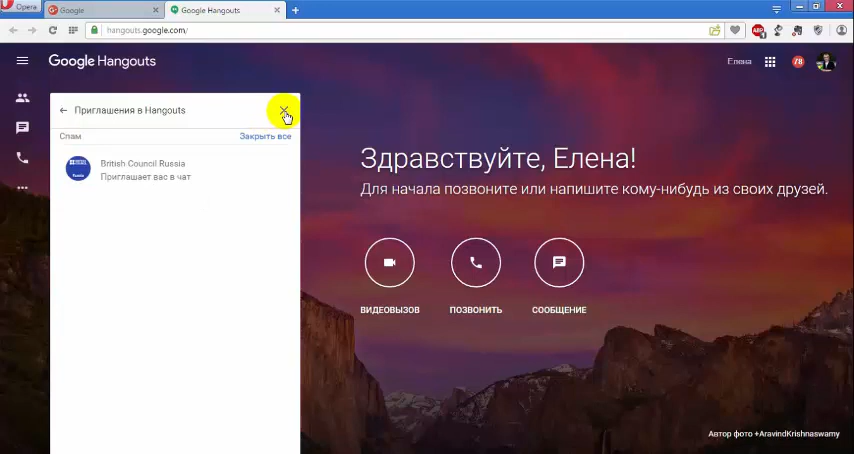 Opera
Google
Google Hangouts
hangouts.google.com/
ABP
Google Hangouts
Елена
Приглашения в Hangouts
Спам
Закрыть все
British Council Russia
Приглашает вас в чат
Здравствуйте, Елена!
Для начала позвоните или напишите кому-нибудь из своих друзей.
ВИДЕОВЫЗОВ
ПОЗВОНИТЬ
СООБЩЕНИЕ
Автор фото +AravindKrishnaswamy